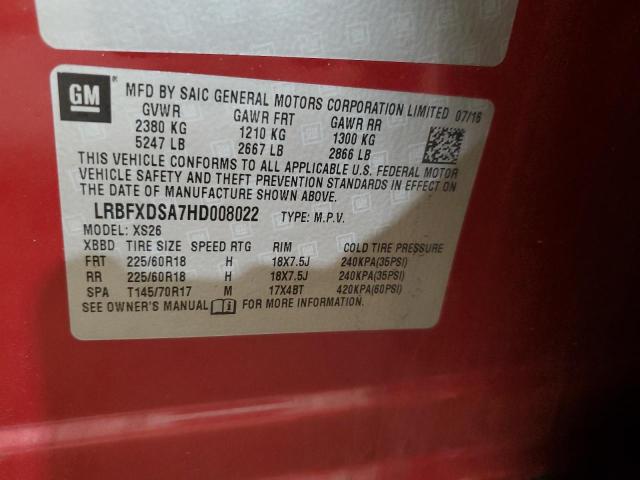 GM ®
MFD BY SAIC GENERAL MOTORS CORPORATION LIMITED 07/16
GVWR GAWR FRT GAWR RR
2380 KG 1210 KG 1300 KG
5247 LB 2667 LB 2866 LB
THIS VEHICLE CONFORMS TO ALL APPLICABLE U.S. FEDERAL MOTOR
VEHICLE SAFETY AND THEFT PREVENTION STANDARDS IN EFFECT ON
THE DATE OF MANUFACTURE SHOWN ABOVE.
LRBFXDSA7HD008022 TYPE: M.P.V.
MODEL: XS26
XBBD TIRE SIZE SPEED RTG RIM COLD TIRE PRESSURE
FRT 225/60R18 H 18X7.5J 240KPA(35PSI)
RR 225/60R18 H 18X7.5J 240KPA(35PSI)
SPA T145/70R17 M 17X4BT 420KPA(60PSI)
SEE OWNER'S MANUAL FOR MORE INFORMATION.